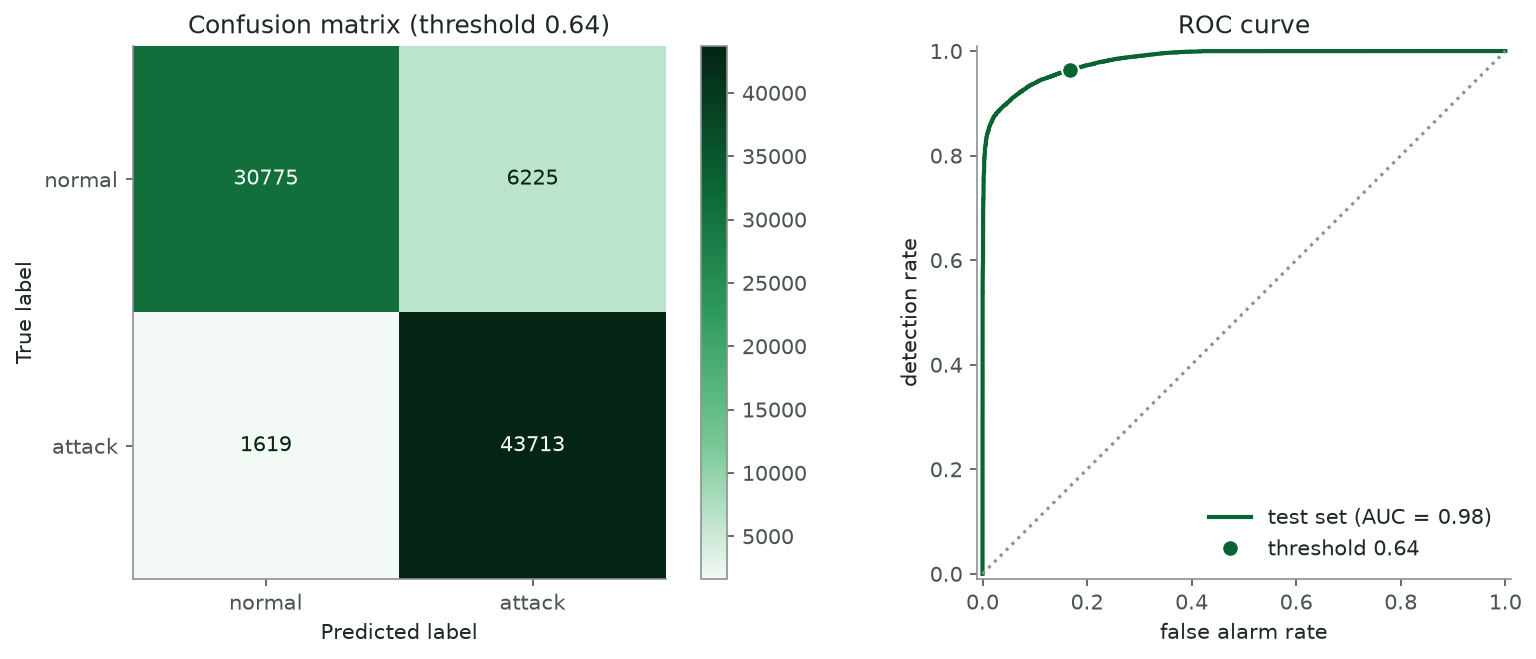 Confusion matrix (threshold 0.64)
True label
normal
attack
30775
6225
1619
43713
normal
attack
Predicted label
40000
35000
30000
25000
20000
15000
10000
5000
ROC curve
detection rate
1.0
0.8
0.6
0.4
0.2
0.0
test set (AUC = 0.98)
threshold 0.64
0.0
0.2
0.4
0.6
0.8
1.0
false alarm rate